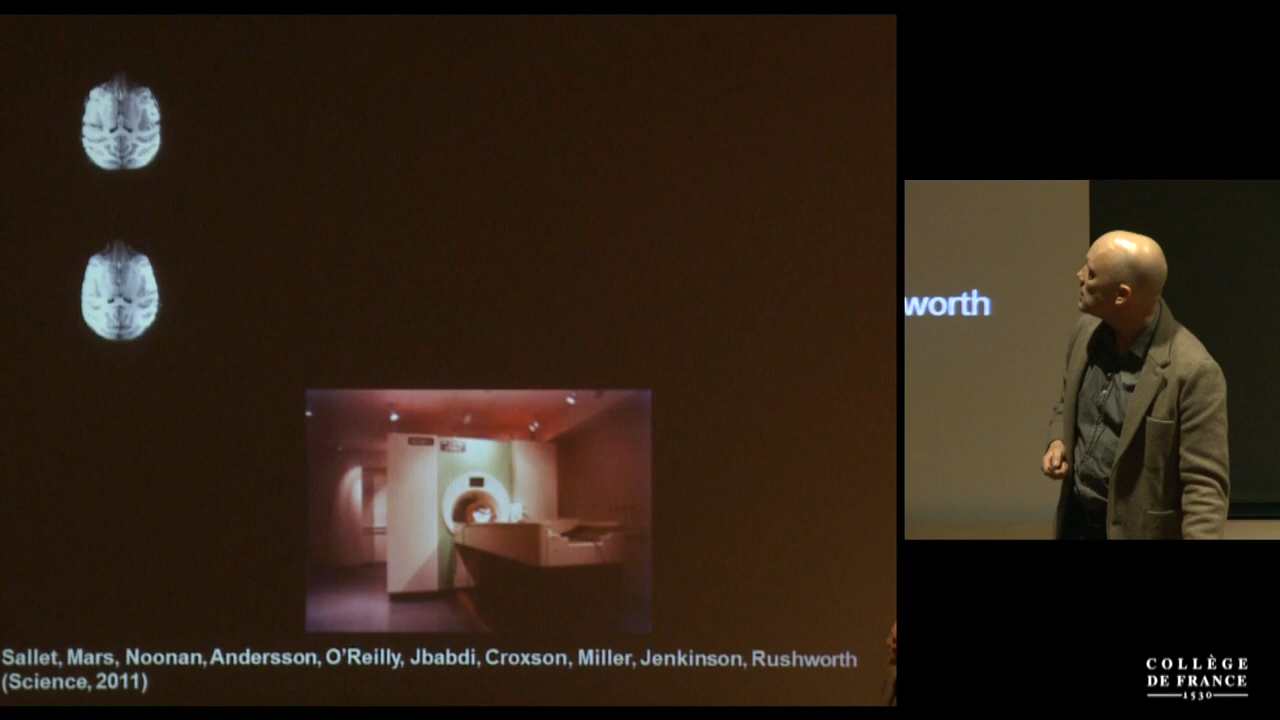 Sallet, Mars, Noonan, Andersson, O'Reilly, Jbabdi, Croxson, Miller, Jenkinson, Rushworth
(Science, 2011)
worth
COLLÈGE
DE FRANCE
1530